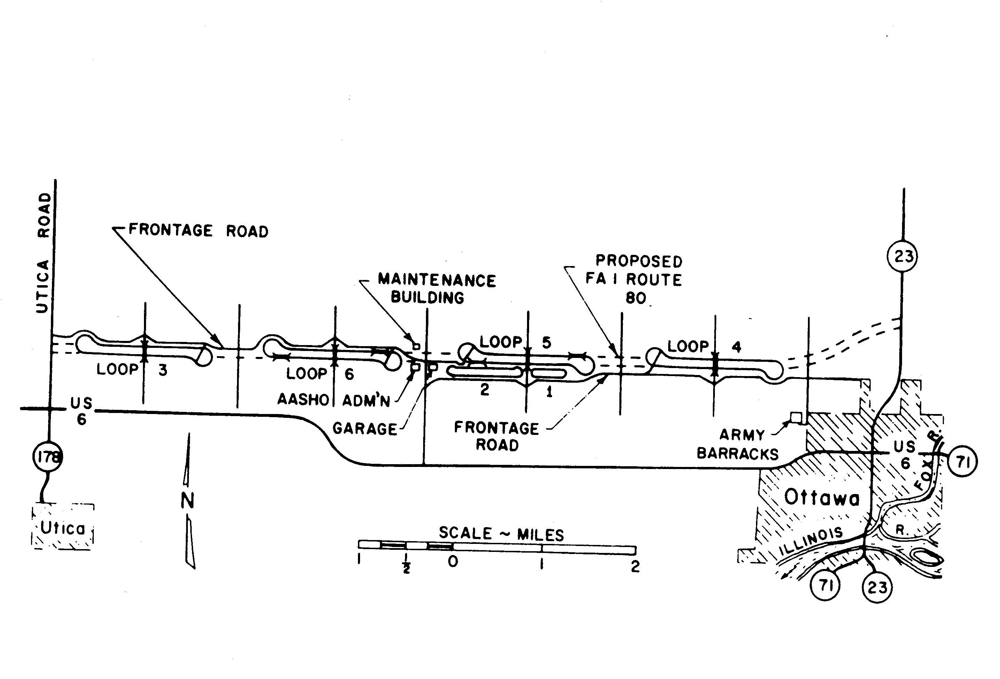 UTICA ROAD
FRONTAGE ROAD
23
PROPOSED
FA I ROUTE
80
MAINTENANCE
BUILDING
LOOP 5
LOOP 4
LOOP 3
LOOP 6
2
1
AASHO ADM'N
US
6
GARAGE
FRONTAGE
ROAD
ARMY
BARRACKS
US
6
FOX R.
71
178
N
Ottawa
Utica
ILLINOIS R.
SCALE ~ MILES
1 1/2 0 1 2
71
23